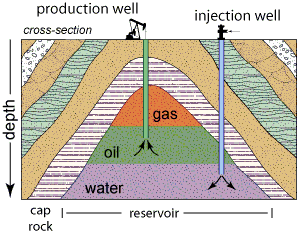 production well
injection well
cross-section
depth
gas
oil
water
cap
rock
reservoir